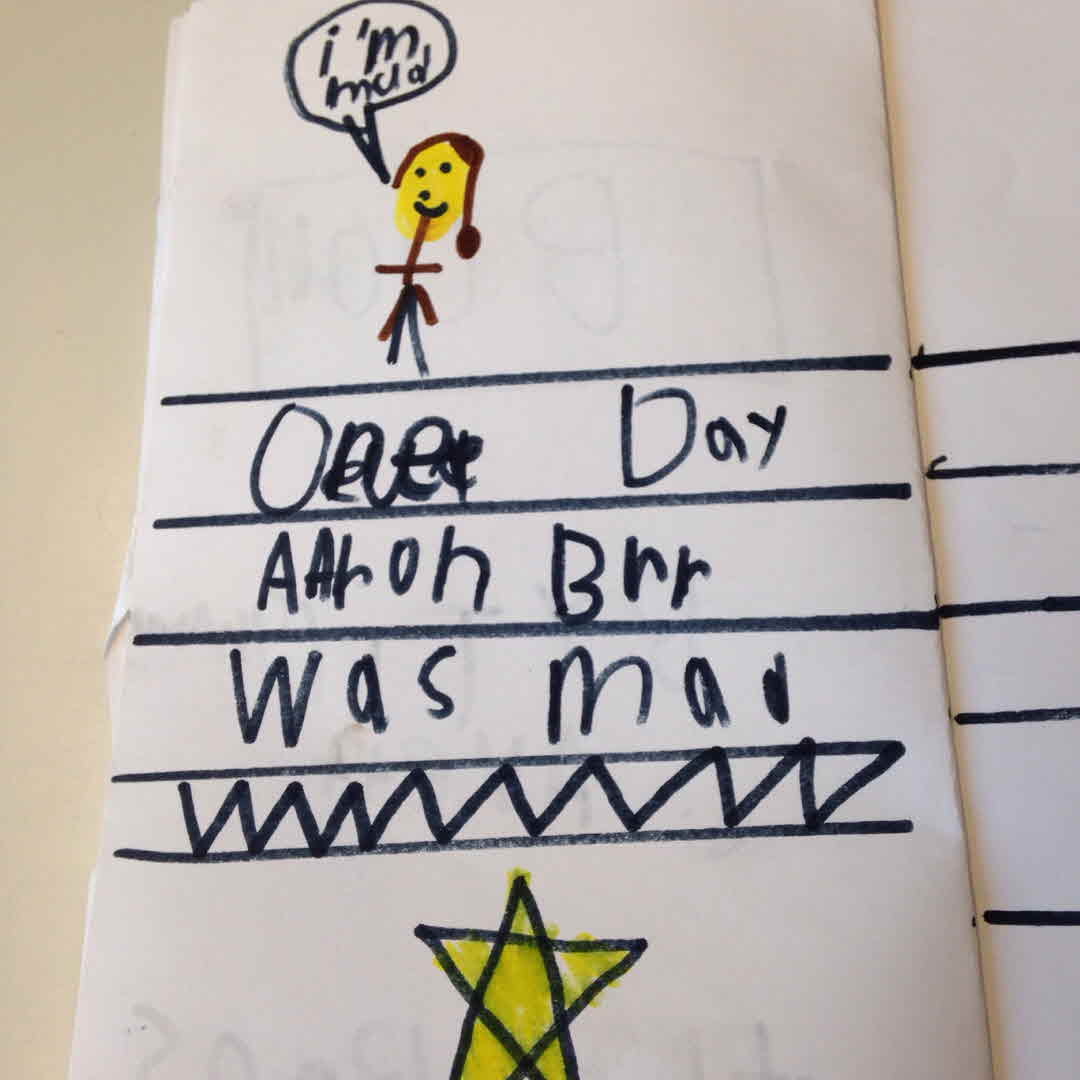 i'm
mad
One Day
AAron Brr
Was mad